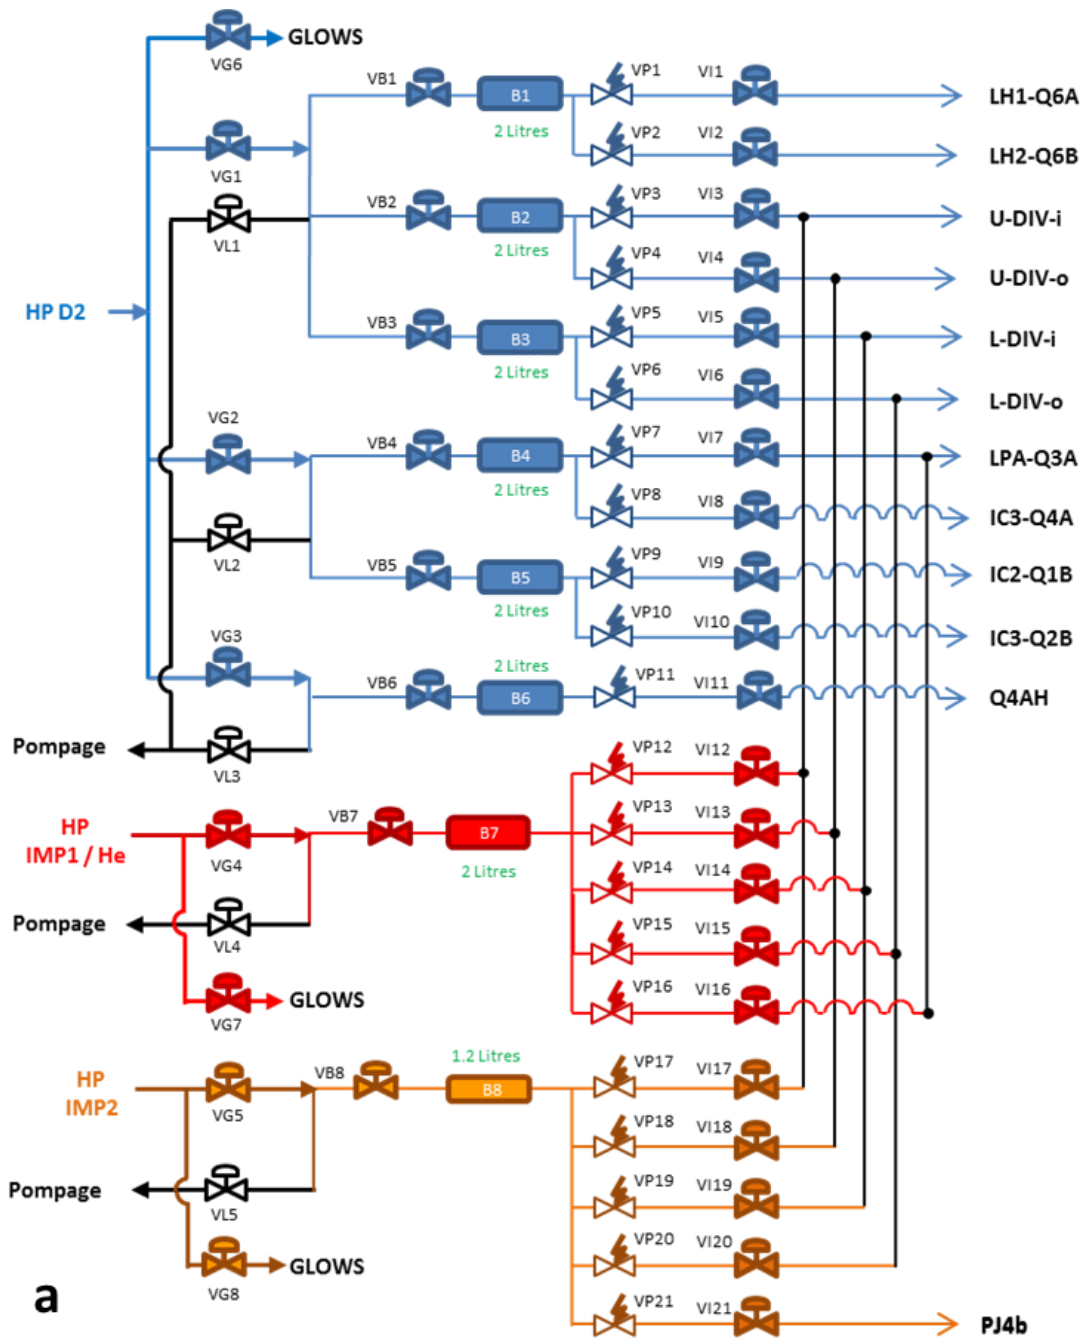 GLOWS
VG6
VB1
B1
2 Litres
VP1
VI1
LH1-Q6A
VG1
VP2
VI2
LH2-Q6B
VL1
VB2
B2
2 Litres
VP3
VI3
U-DIV-i
VP4
VI4
U-DIV-o
HP D2
VB3
B3
2 Litres
VP5
VI5
L-DIV-i
VP6
VI6
L-DIV-o
VG2
VB4
B4
2 Litres
VP7
VI7
LPA-Q3A
VP8
VI8
IC3-Q4A
VL2
VB5
B5
2 Litres
VP9
VI9
IC2-Q1B
VP10
VI10
IC3-Q2B
VG3
VB6
2 Litres
B6
VP11
VI11
Q4AH
Pompage
VL3
VP12
VI12
HP
IMP1 / He
VG4
VB7
B7
2 Litres
VP13
VI13
VP14
VI14
Pompage
VL4
VP15
VI15
VG7
GLOWS
VP16
VI16
HP
IMP2
VG5
VB8
1.2 Litres
B8
VP17
VI17
VP18
VI18
Pompage
VL5
VP19
VI19
VG8
GLOWS
VP20
VI20
VP21
VI21
PJ4b
a